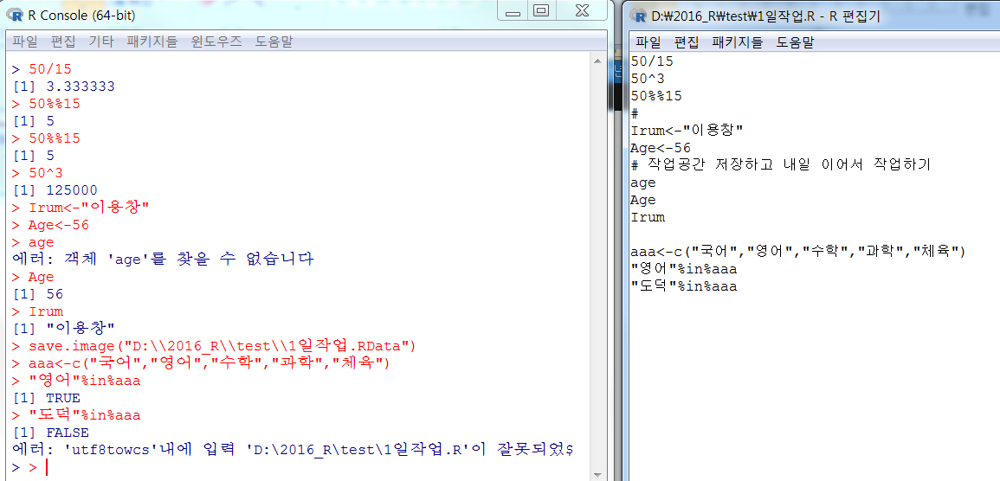 R Console (64-bit)
파일 편집 기타 패키지들 윈도우즈 도움말
> 50/15
[1] 3.333333
> 50%%15
[1] 5
> 50%%15
[1] 5
> 50^3
[1] 125000
> Irum<-"이용창"
> Age<-56
> age
에러: 객체 'age'를 찾을 수 없습니다
> Age
[1] 56
> Irum
[1] "이용창"
> save.image("D:\\2016_R\\test\\1일작업.RData")
> aaa<-c("국어","영어","수학","과학","체육")
> "영어"%in%aaa
[1] TRUE
> "도덕"%in%aaa
[1] FALSE
에러: 'utf8towcs'내에 입력 'D:\2016_R\test\1일작업.R'이 잘못되었$
> >
D:₩2016_R₩test₩1일작업.R - R 편집기
파일 편집 패키지들 도움말
50/15
50^3
50%%15
#
Irum<-"이용창"
Age<-56
# 작업공간 저장하고 내일 이어서 작업하기
age
Age
Irum
aaa<-c("국어","영어","수학","과학","체육")
"영어"%in%aaa
"도덕"%in%aaa